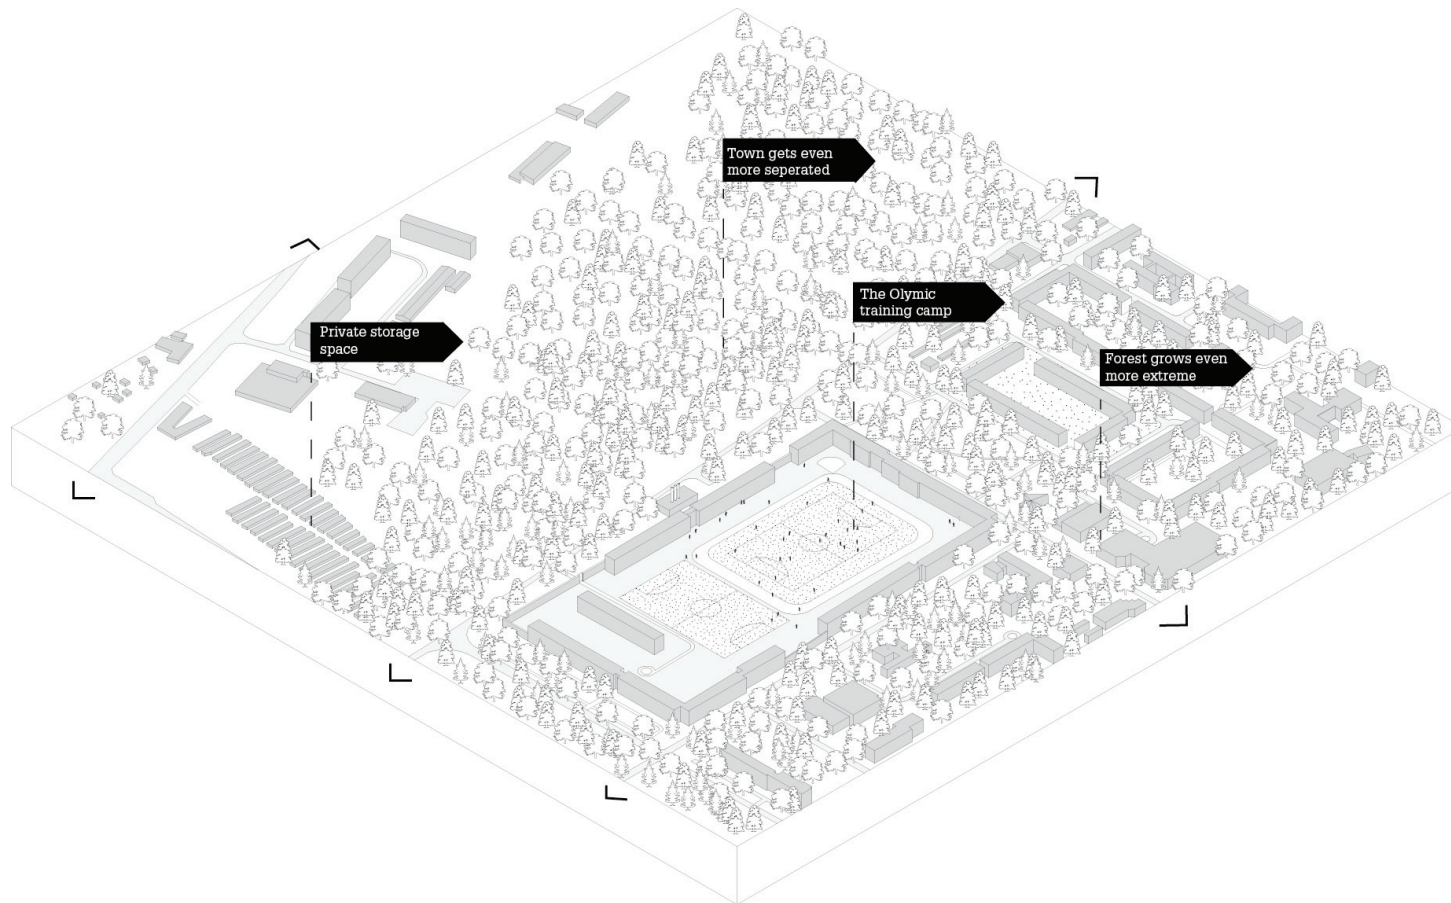 Town gets even
more seperated
The Olymic
training camp
Private storage
space
Forest grows even
more extreme